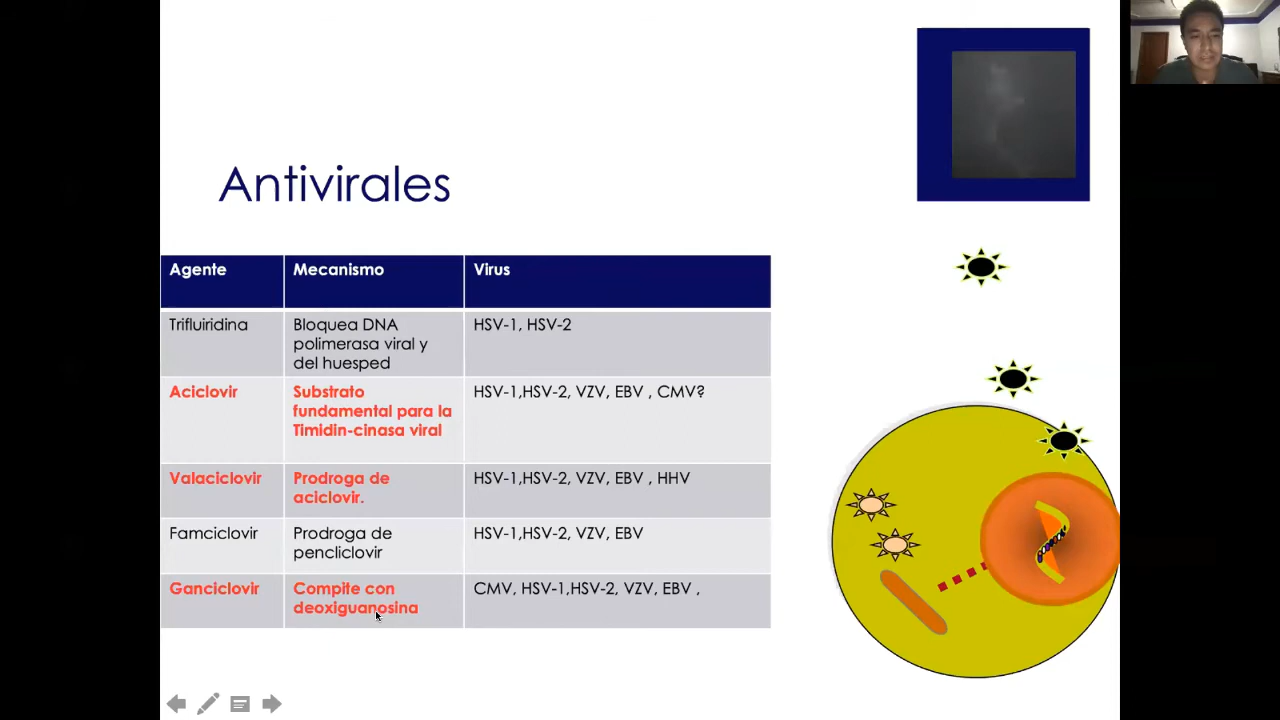 Antivirales
Agente Mecanismo Virus
Trifluiridina
Bloquea DNA
polimerasa viral y
del huesped
HSV-1, HSV-2
Aciclovir
Substrato
fundamental para la
Timidin-cinasa viral
HSV-1,HSV-2, VZV, EBV , CMV?
Valaciclovir
Prodroga de
aciclovir.
HSV-1,HSV-2, VZV, EBV , HHV
Famciclovir
Prodroga de
pencliclovir
HSV-1,HSV-2, VZV, EBV
Ganciclovir
Compite con
deoxiguanosina
CMV, HSV-1,HSV-2, VZV, EBV ,